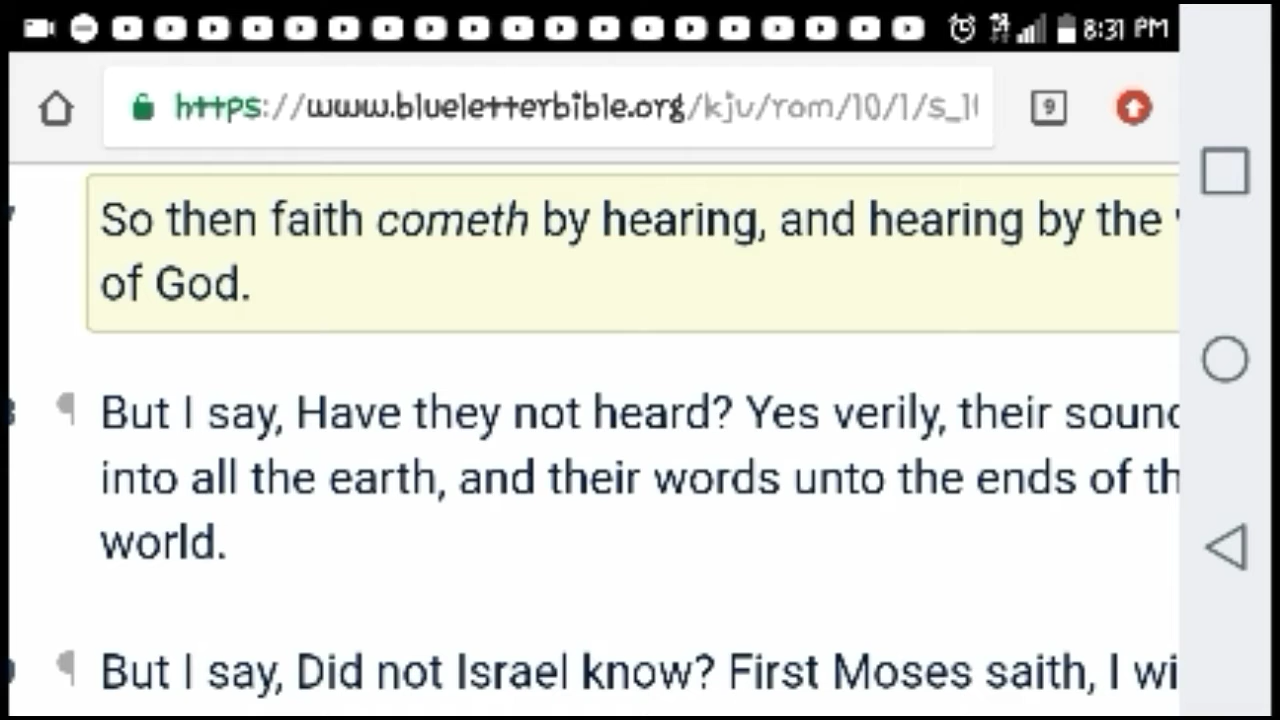 8:31 PM
https://www.blueletterbible.org/kjv/rom/10/1/s_1
9
So then faith cometh by hearing, and hearing by the
of God.
¶ But I say, Have they not heard? Yes verily, their sound
into all the earth, and their words unto the ends of th
world.
¶ But I say, Did not Israel know? First Moses saith, I wi